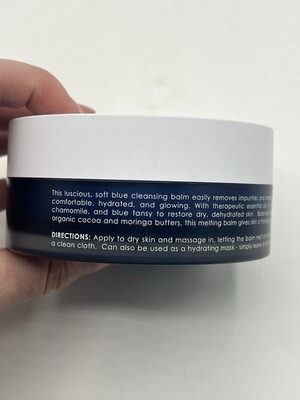 This luscious, soft blue cleansing balm easily removes impurities and
comfortable, hydrated, and glowing. With therapeutic essential
chamomile, and blue tansy to restore dry, dehydrated skin.
organic cocoa and moringa butters, this melting balm gives skin a
DIRECTIONS: Apply to dry skin and massage in, letting the balm melt
a clean cloth. Can also be used as a hydrating mask - simply leave